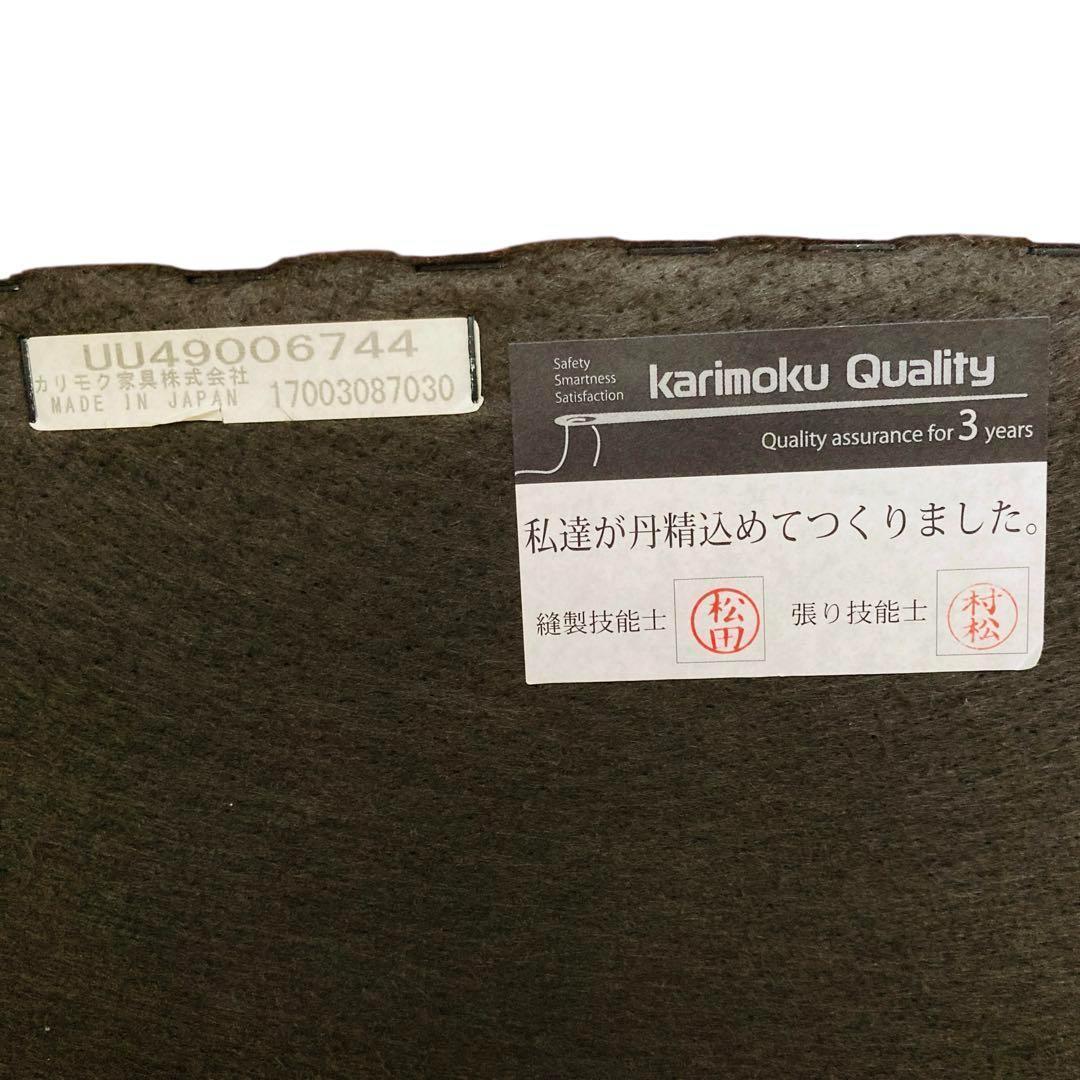 UU49006744
カリモク家具株式会社
MADE IN JAPAN 17003087030
Safety
Smartness
Satisfaction
karimoku Quality
Quality assurance for 3 years
私達が丹精込めてつくりました。
縫製技能士 松田 張り技能士 村松